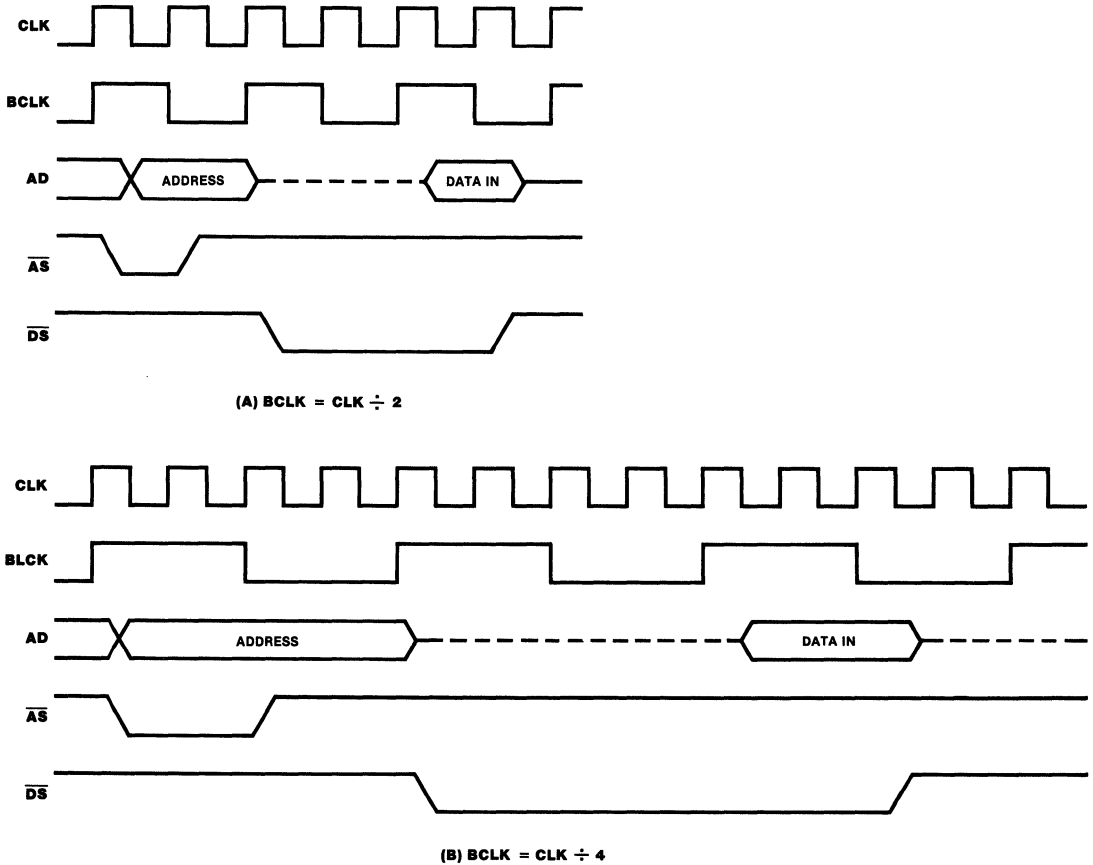 CLK
BCLK
AD ADDRESS DATA IN
AS
DS
(A) BCLK = CLK ÷ 2
CLK
BLCK
AD ADDRESS DATA IN
AS
DS
(B) BCLK = CLK ÷ 4